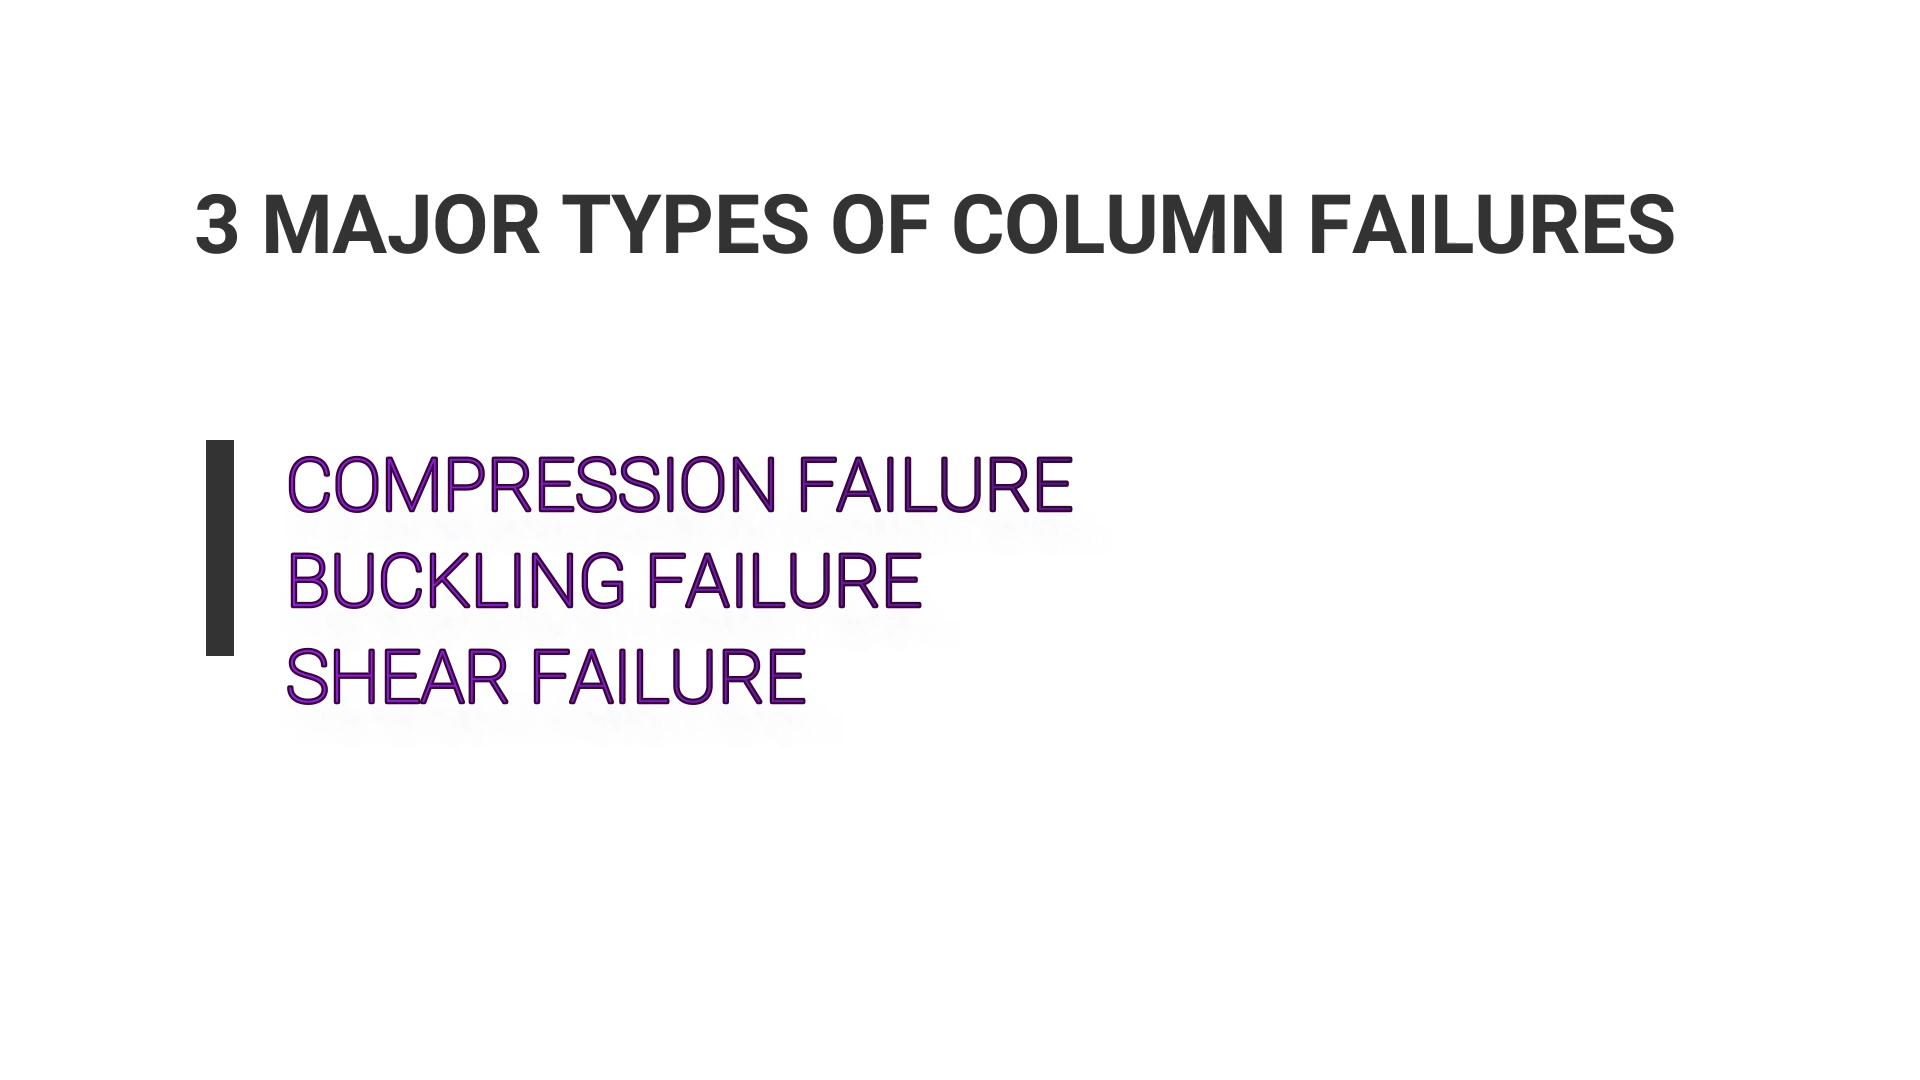 3 MAJOR TYPES OF COLUMN FAILURES
COMPRESSION FAILURE
BUCKLING FAILURE
SHEAR FAILURE